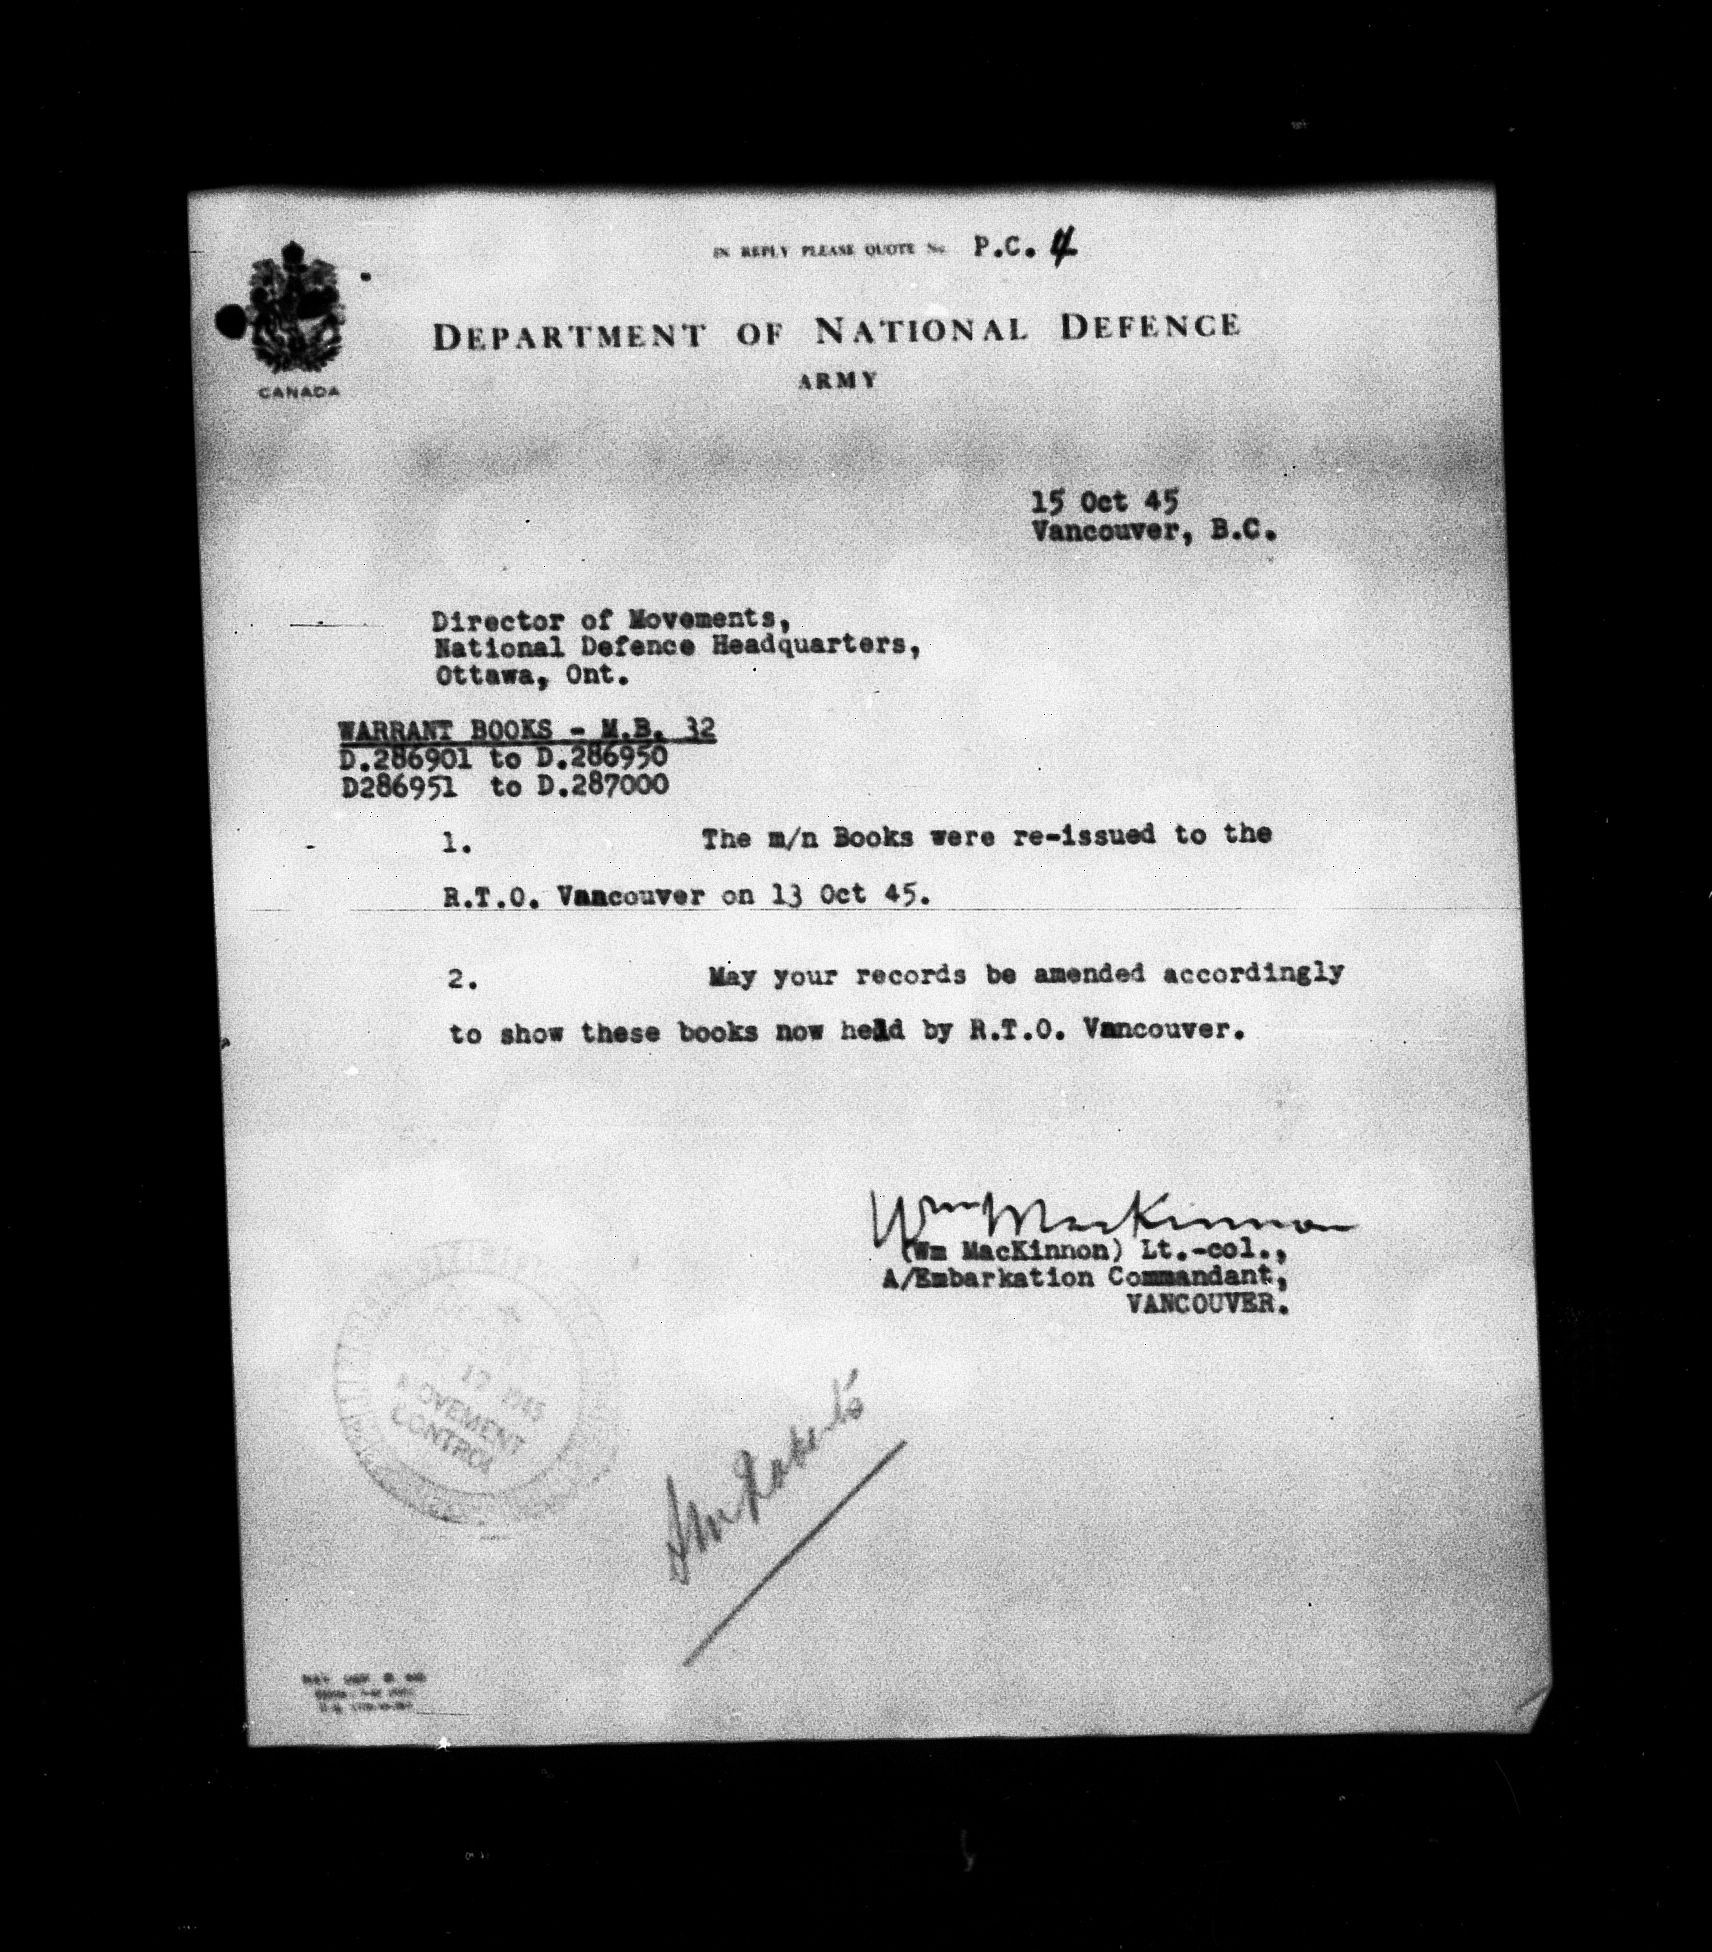 IN REPLY PLEASE QUOTE No. P.C. 4
CANADA
DEPARTMENT OF NATIONAL DEFENCE
ARMY
15 Oct 45
Vancouver, B.C.
Director of Movements,
National Defence Headquarters,
Ottawa, Ont.
WARRANT BOOKS - M.B. 32
D.286901 to D.286950
D286951 to D.287000
1. The m/n Books were re-issued to the
R.T.O. Vancouver on 13 Oct 45.
2. May your records be amended accordingly
to show these books now held by R.T.O. Vancouver.
Wm MacKinnon
(Wm MacKinnon) Lt.-col.,
A/Embarkation Commandant,
VANCOUVER.
17 1945
MOVEMENT
CONTROL